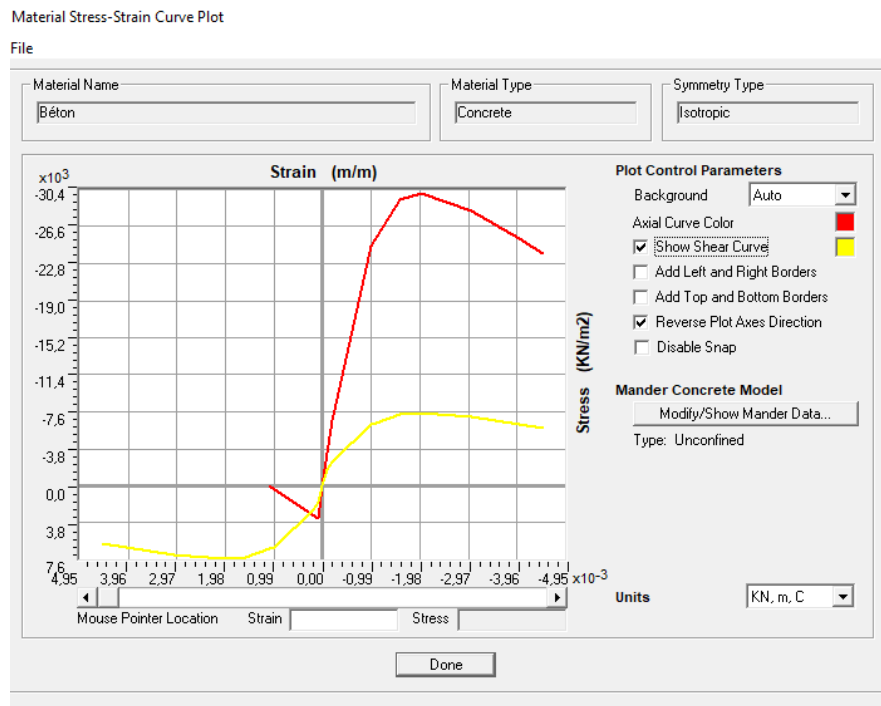 Material Stress-Strain Curve Plot
File
Material Name
Béton
Material Type
Concrete
Symmetry Type
Isotropic
x103
Strain (m/m)
-30,4
-26,6
-22,8
-19,0
-15,2
-11,4
-7,6
-3,8
0,0
3,8
7,6
4,95 3,96 2,97 1,98 0,99 0,00 -0,99 -1,98 -2,97 -3,96 -4,95 x10-3
Stress (KN/m2)
Mouse Pointer Location Strain Stress
Plot Control Parameters
Background Auto
Axial Curve Color
Show Shear Curve
Add Left and Right Borders
Add Top and Bottom Borders
Reverse Plot Axes Direction
Disable Snap
Mander Concrete Model
Modify/Show Mander Data...
Type: Unconfined
Units KN, m, C
Done